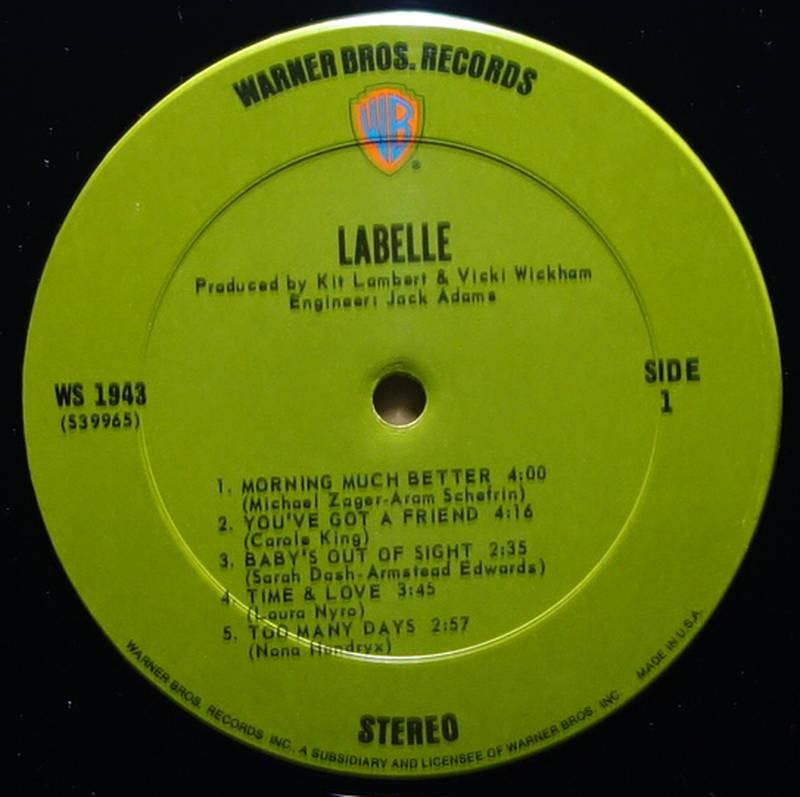 WARNER BROS. RECORDS
WB
LABELLE
Produced by Kit Lambert & Vicki Wickham
Engineer: Jack Adams
WS 1943
(S39965)
SIDE
1
1. MORNING MUCH BETTER 4:00
(Michael Zager-Aram Schefrin)
2. YOU'VE GOT A FRIEND 4:16
(Carole King)
3. BABY'S OUT OF SIGHT 2:35
(Sarah Dash-Armstead Edwards)
4. TIME & LOVE 3:45
(Laura Nyro)
5. TOO MANY DAYS 2:57
(Nona Hendryx)
STEREO
WARNER BROS. RECORDS INC., A SUBSIDIARY AND LICENSEE OF WARNER BROS. INC. MADE IN U.S.A.